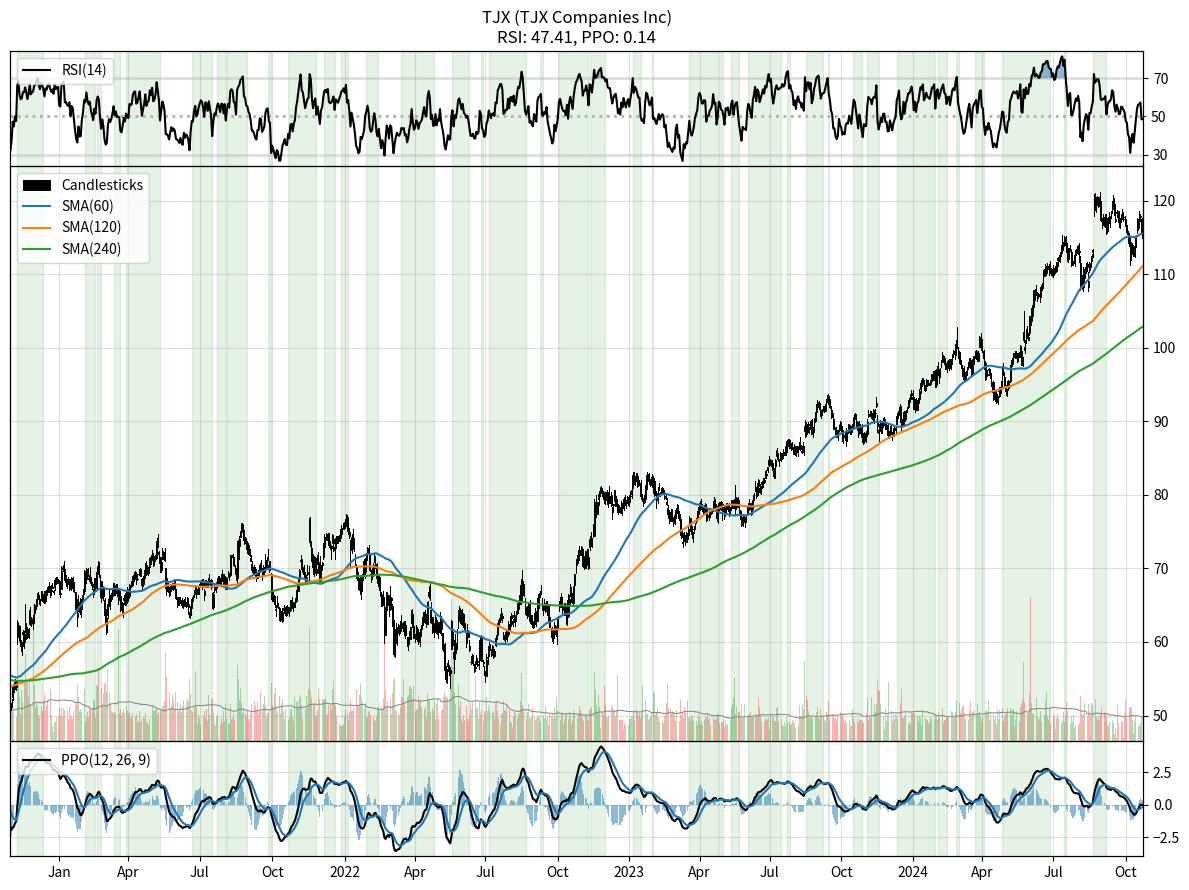 TJX (TJX Companies Inc)
RSI: 47.41, PPO: 0.14
RSI(14)
70
50
30
Candlesticks
SMA(60)
SMA(120)
SMA(240)
120
110
100
90
80
70
60
50
PPO(12, 26, 9)
2.5
0.0
−2.5
Jan Apr Jul Oct 2022 Apr Jul Oct 2023 Apr Jul Oct 2024 Apr Jul Oct